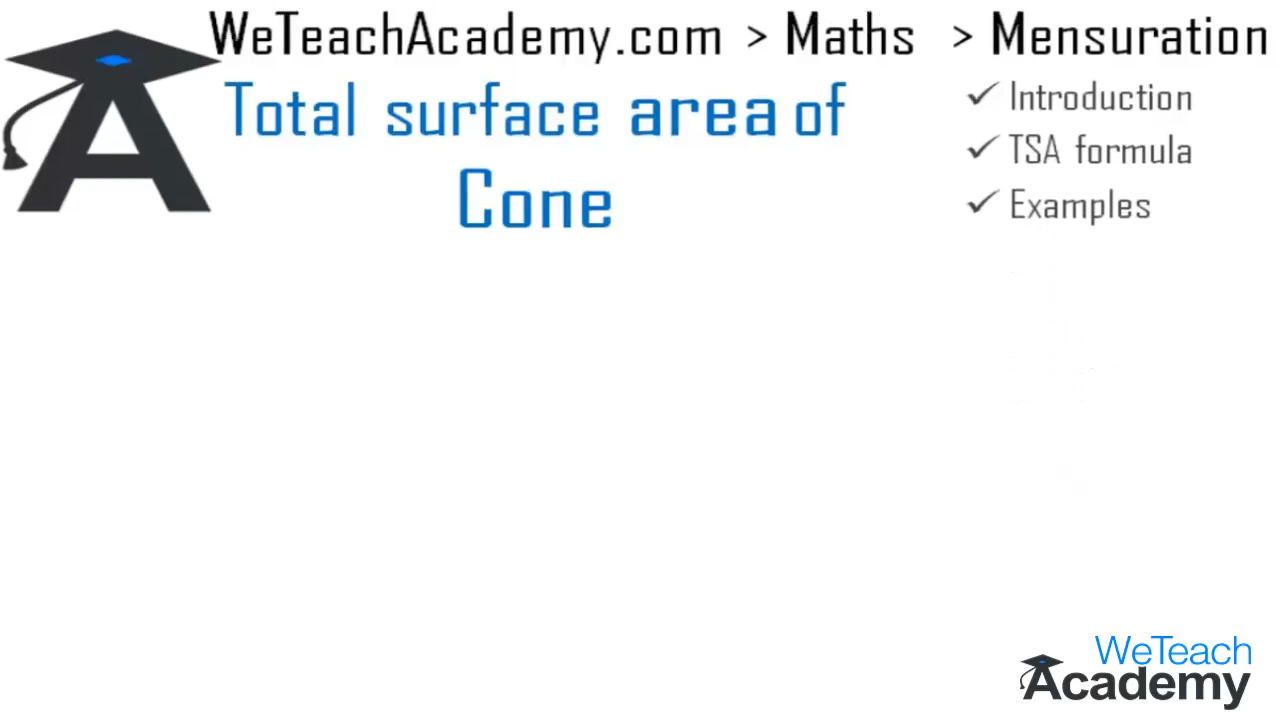 WeTeachAcademy.com > Maths > Mensuration
Total surface area of
Cone
✓ Introduction
✓ TSA formula
✓ Examples
WeTeach
Academy